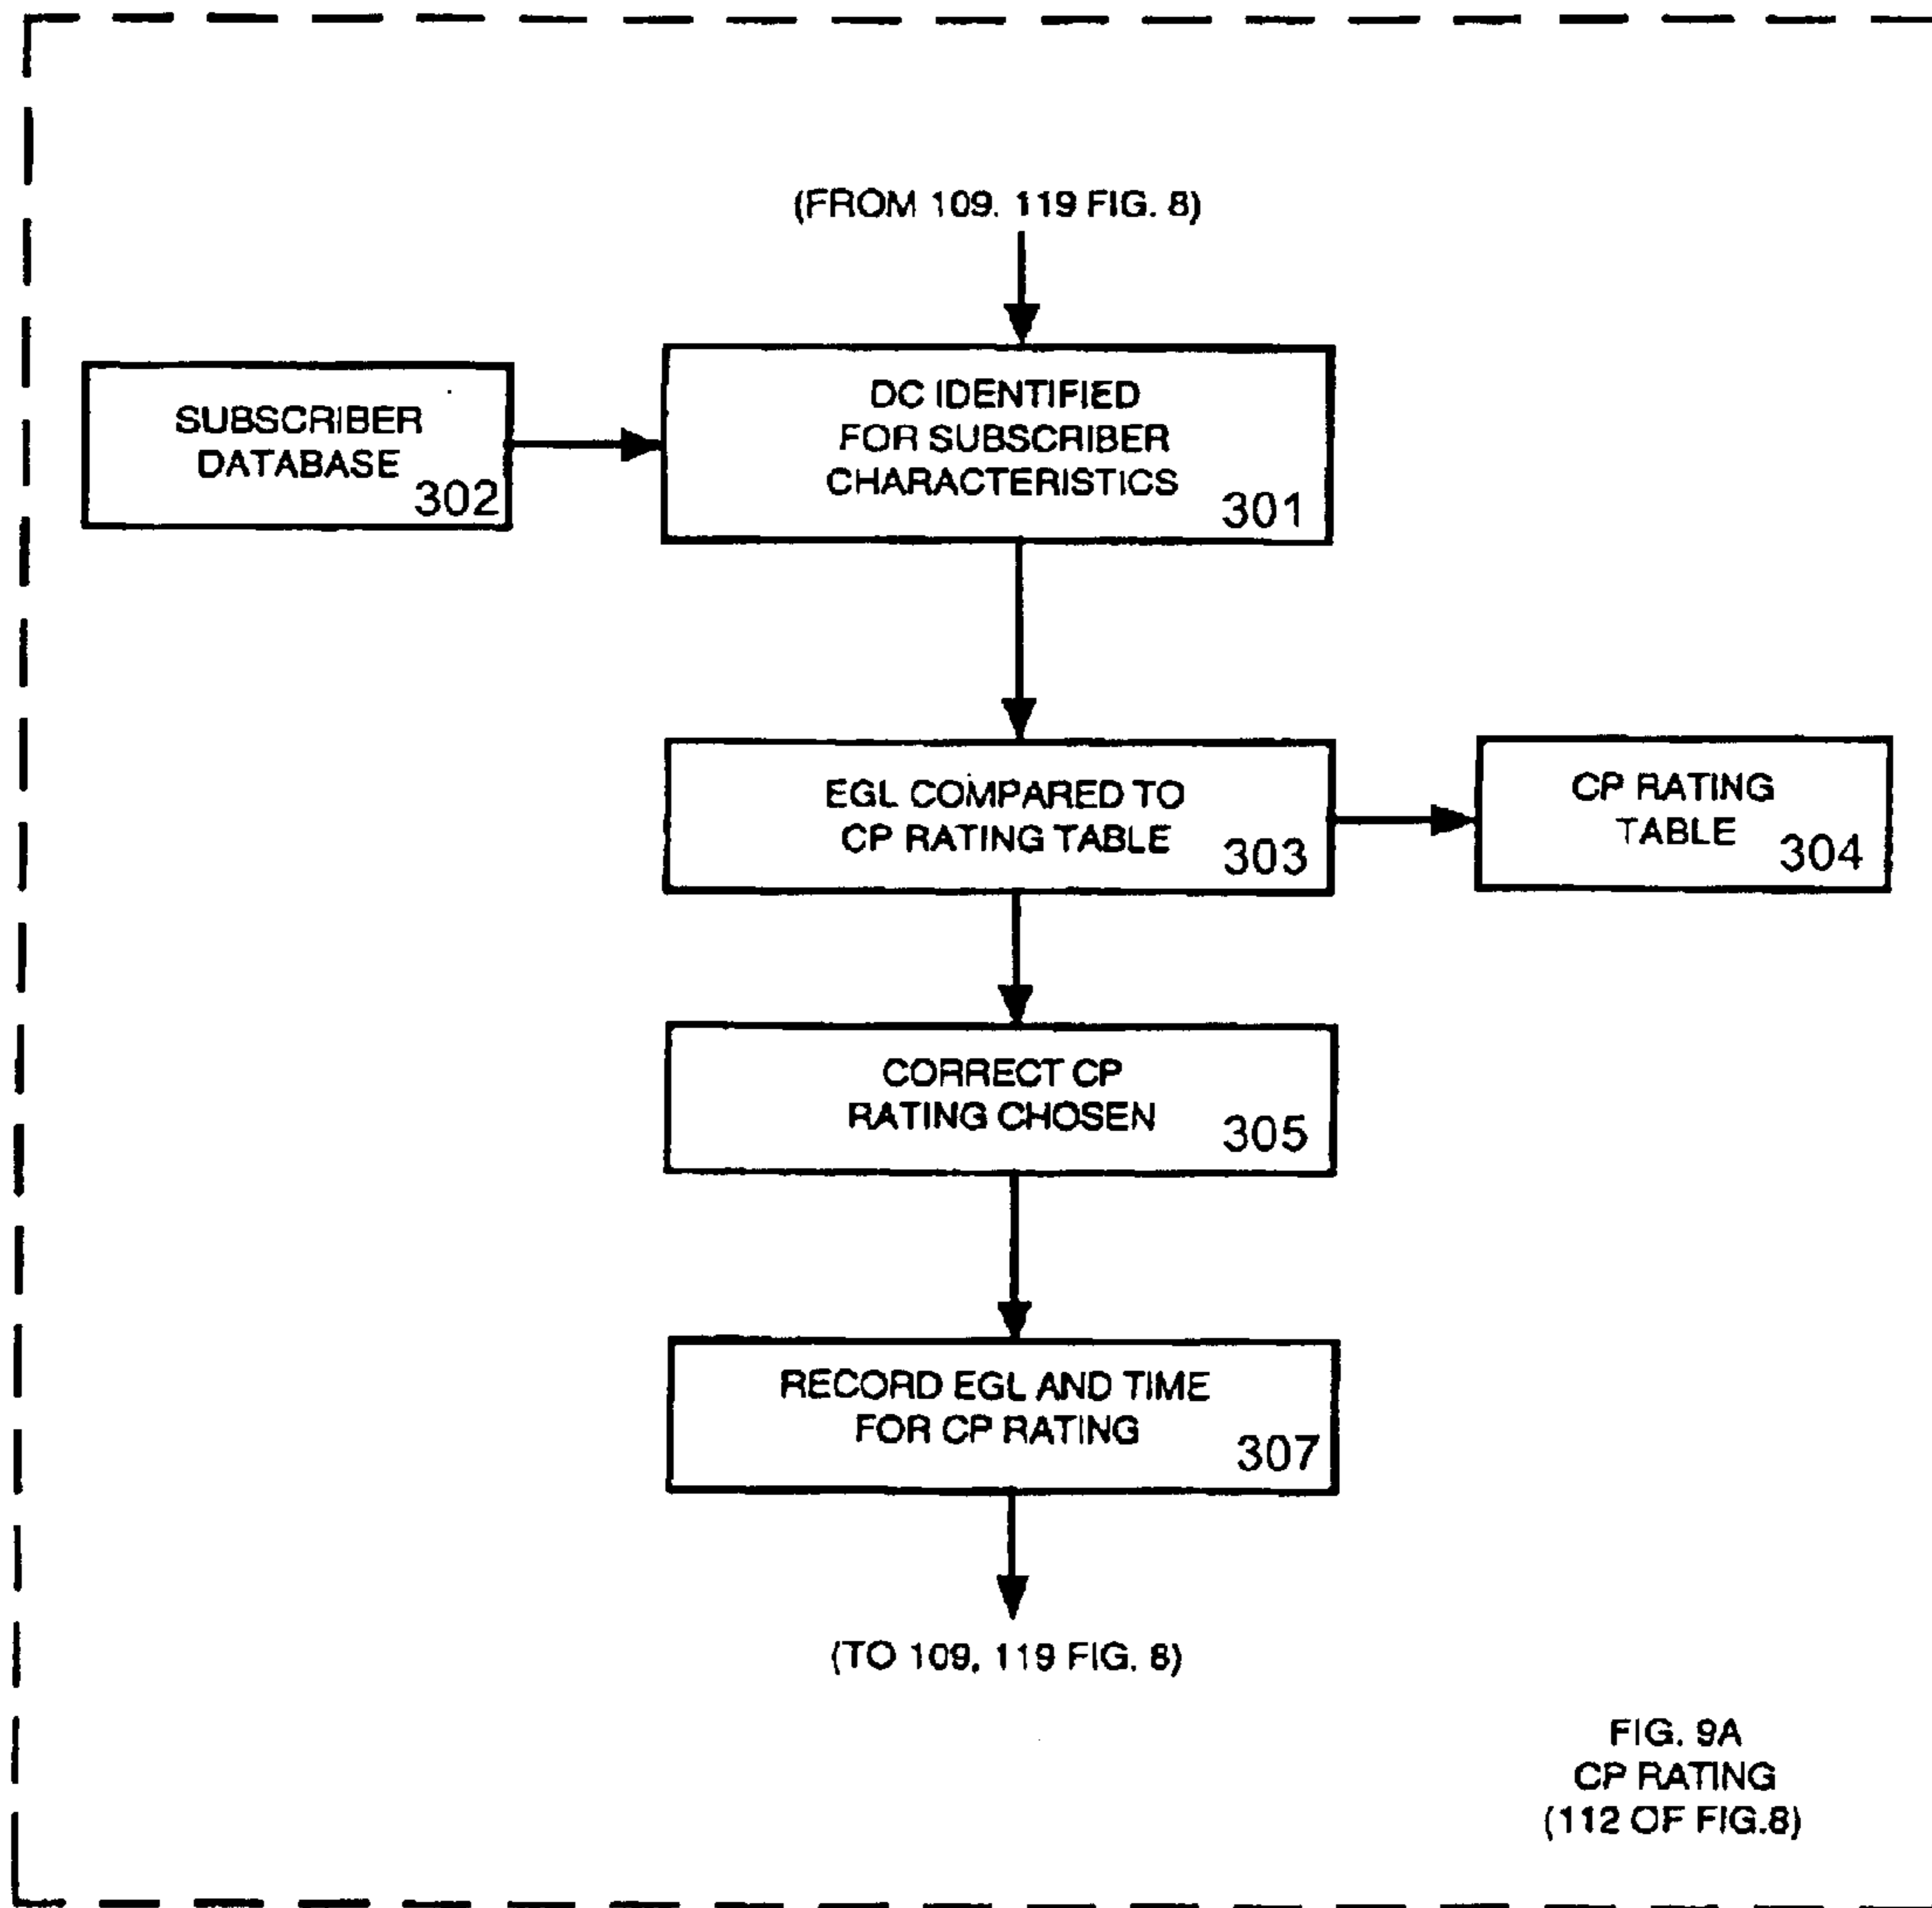 (FROM 109. 119 FIG. 8)
SUBSCRIBER
DATABASE
302
DC IDENTIFIED
FOR SUBSCRIBER
CHARACTERISTICS
301
EGL COMPARED TO
CP RATING TABLE
303
CP RATING
TABLE
304
CORRECT CP
RATING CHOSEN
305
RECORD EGL AND TIME
FOR CP RATING
307
(TO 109, 119 FIG. 8)
FIG. 9A
CP RATING
(112 OF FIG.8)